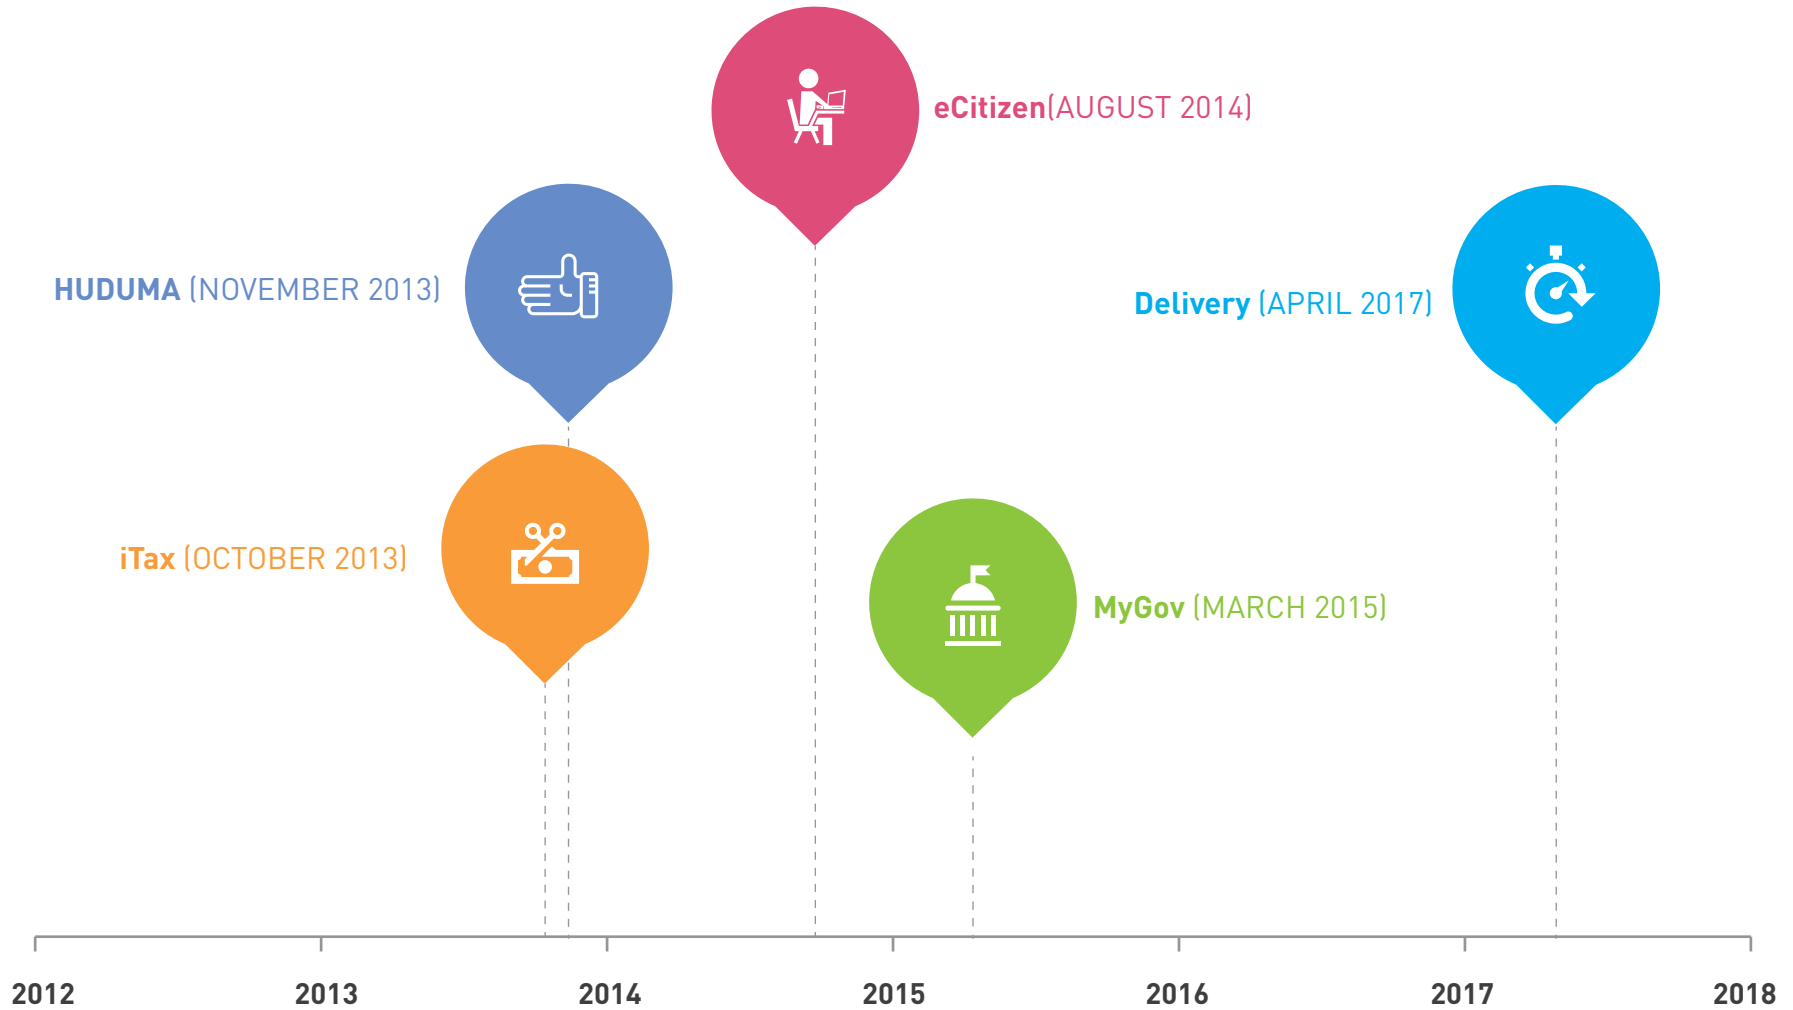 eCitizen(AUGUST 2014)
HUDUMA (NOVEMBER 2013)
Delivery (APRIL 2017)
iTax (OCTOBER 2013)
MyGov (MARCH 2015)
2012 2013 2014 2015 2016 2017 2018